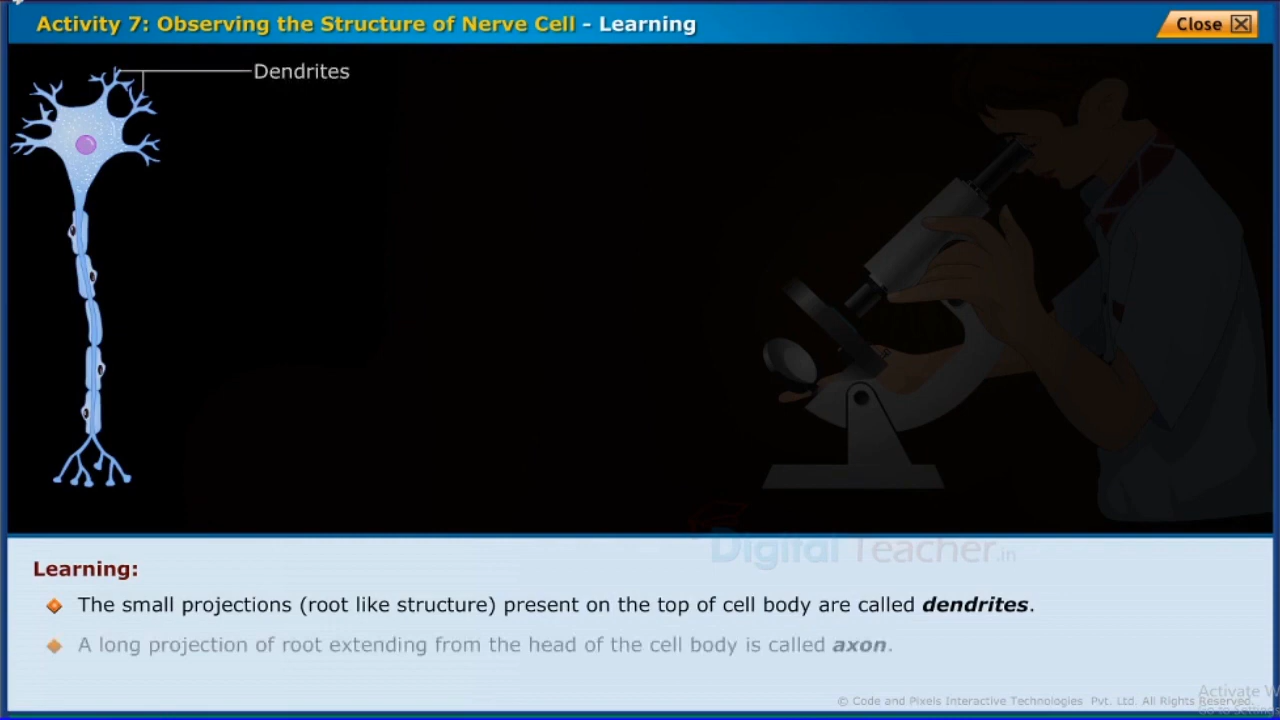 Activity 7: Observing the Structure of Nerve Cell - Learning
Close
Dendrites
Digital Teacher.in
Learning:
The small projections (root like structure) present on the top of cell body are called dendrites.
A long projection of root extending from the head of the cell body is called axon.
Activate W
© Code and Pixels Interactive Technologies Pvt. Ltd. All Rights Reserved.